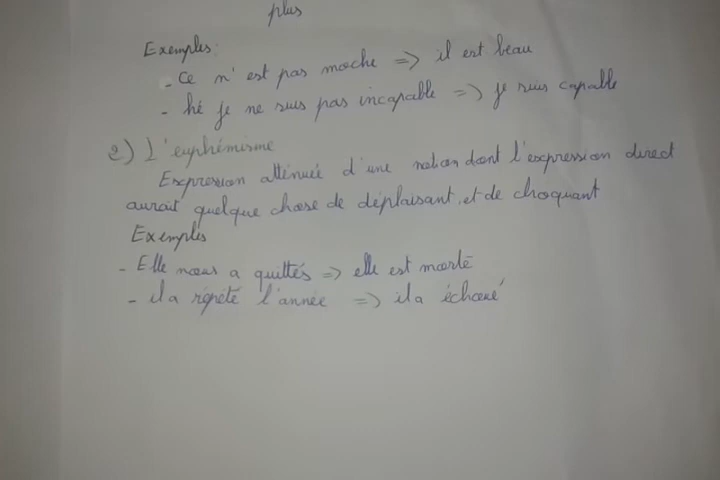 plus
Exemples:
- Ce n'est pas moche => il est beau
- hé je ne suis pas incapable => je suis capable
2) L'euphémisme
Expression atténuée d'une notion dont l'expression direct
aurait quelque chose de déplaisant, et de choquant
Exemples
- Elle nous a quittés => elle est morte
- il a répété l'année => il a échoué